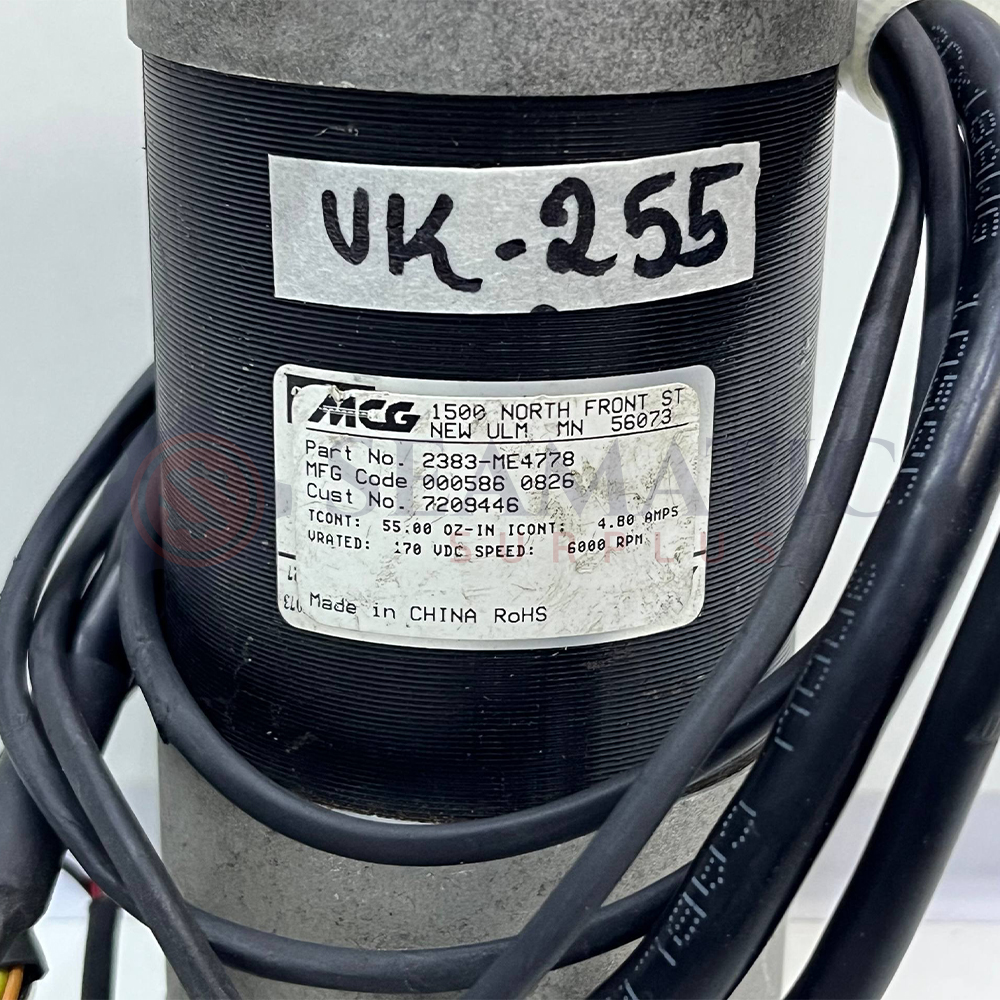 VK-255
MCG 1500 NORTH FRONT ST
NEW ULM MN 56073
Part No. 2383-ME4778
MFG Code 000586 0826
Cust No. 7209446
TCONT: 55.00 OZ-IN ICONT: 4.80 AMPS
VRATED: 170 VDC SPEED: 6000 RPM
Made in CHINA RoHS
SURPLUS